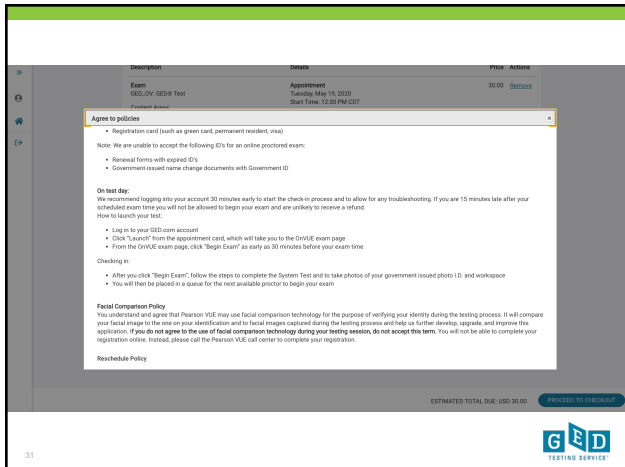 Description Details Price Actions
Exam Appointment 30.00 Remove
GED_OV: GED® Test Tuesday, May 19, 2020
Start Time: 12:30 PM CDT
Content Areas
Agree to policies
• Registration card (such as green card, permanent resident, visa)
Note: We are unable to accept the following ID's for an online proctored exam:
• Renewal forms with expired ID's
• Government-issued name change documents with Government ID
On test day:
We recommend logging into your account 30 minutes early to start the check-in process and to allow for any troubleshooting. If you are 15 minutes late after your
scheduled exam time you will not be allowed to begin your exam and are unlikely to receive a refund.
How to launch your test:
• Log in to your GED.com account
• Click "Launch" from the appointment card, which will take you to the OnVUE exam page
• From the OnVUE exam page, click "Begin Exam" as early as 30 minutes before your exam time
Checking in:
• After you click "Begin Exam", follow the steps to complete the System Test and to take photos of your government issued photo I.D. and workspace
• You will then be placed in a queue for the next available proctor to begin your exam
Facial Comparison Policy
You understand and agree that Pearson VUE may use facial comparison technology for the purpose of verifying your identity during the testing process. It will compare
your facial image to the one on your identification and to facial images captured during the testing process and help us further develop, upgrade, and improve this
application. If you do not agree to the use of facial comparison technology during your testing session, do not accept this term. You will not be able to complete your
registration online. Instead, please call the Pearson VUE call center to complete your registration.
Reschedule Policy
ESTIMATED TOTAL DUE: USD 30.00 PROCEED TO CHECKOUT
31
GED
TESTING SERVICE®